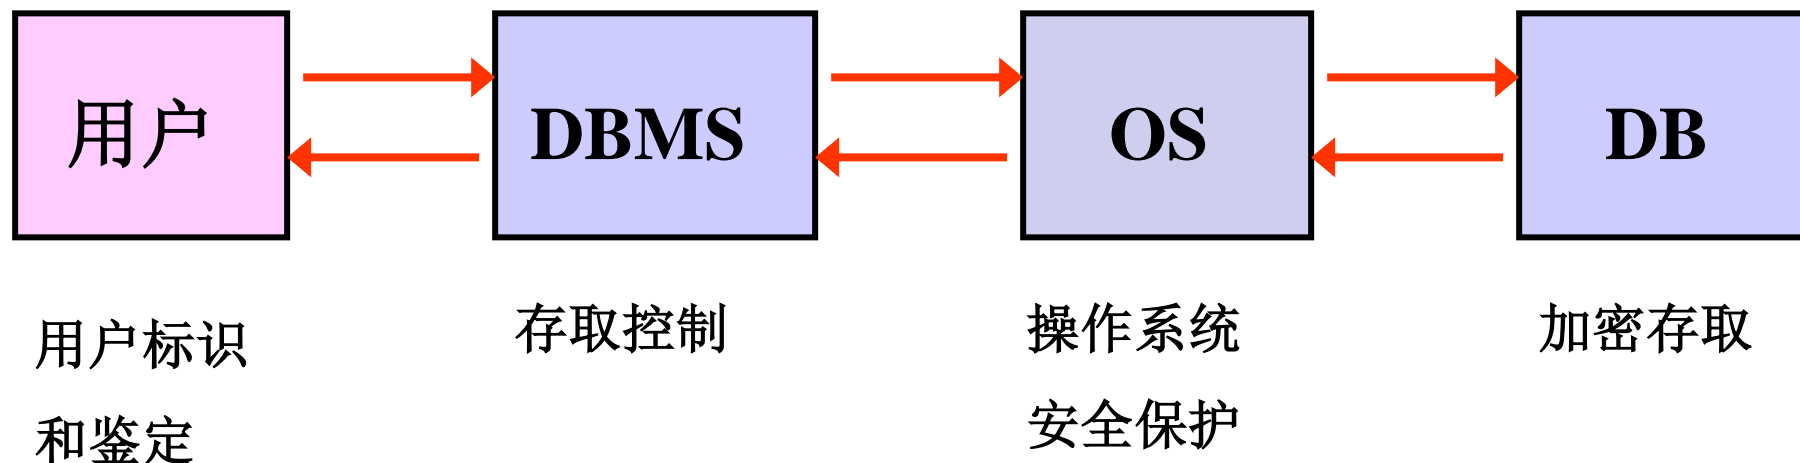 用户
DBMS
OS
DB
用户标识
和鉴定
存取控制
操作系统
安全保护
加密存取